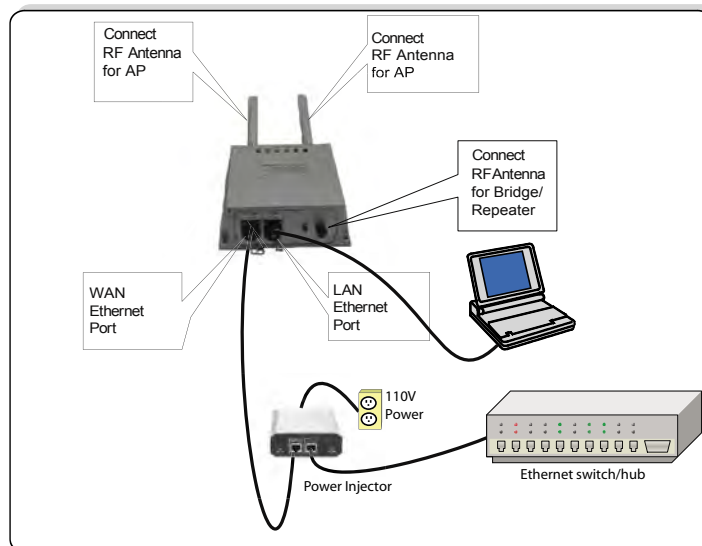 Connect
RF Antenna
for AP
Connect
RF Antenna
for AP
Connect
RFAntenna
for Bridge/
Repeater
WAN
Ethernet
Port
LAN
Ethernet
Port
110V
Power
Power Injector
Ethernet switch/hub